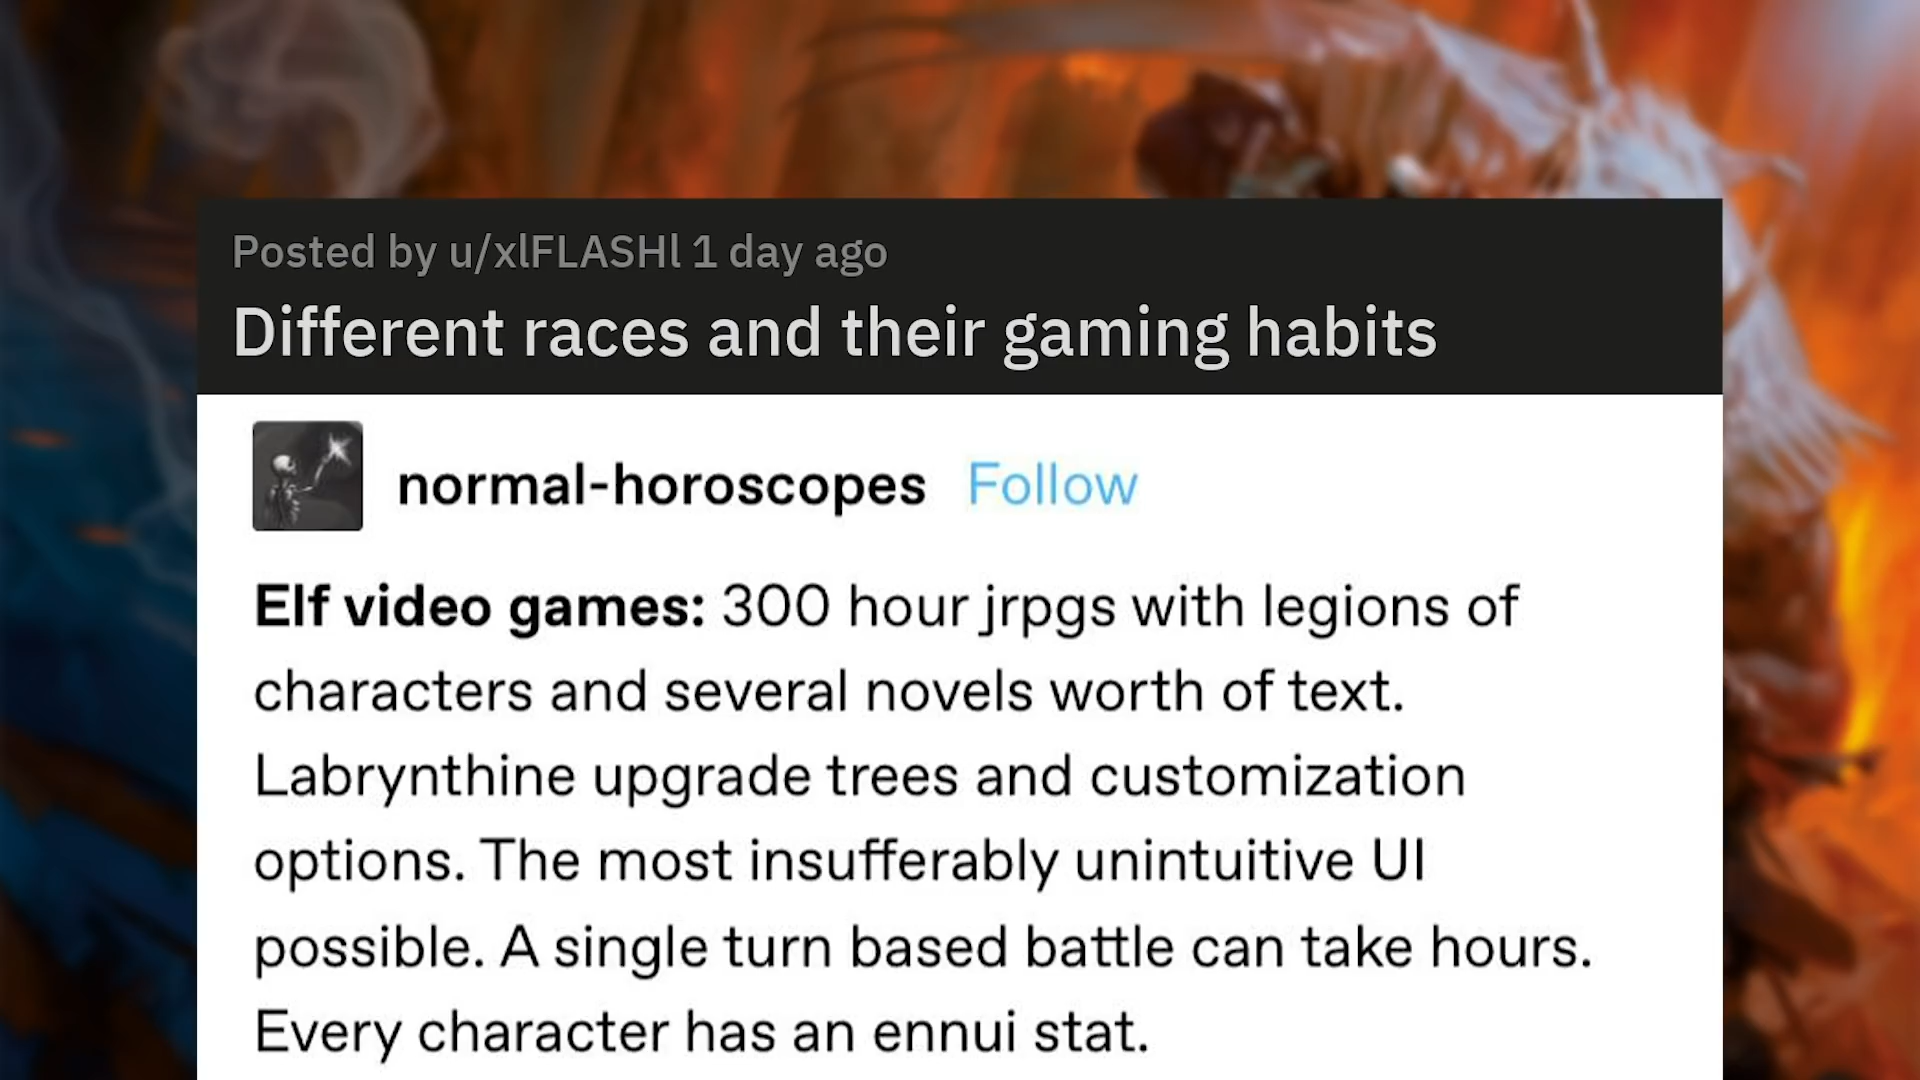 Posted by u/xlFLASHl 1 day ago
Different races and their gaming habits
normal-horoscopes Follow
Elf video games: 300 hour jrpgs with legions of
characters and several novels worth of text.
Labrynthine upgrade trees and customization
options. The most insufferably unintuitive UI
possible. A single turn based battle can take hours.
Every character has an ennui stat.